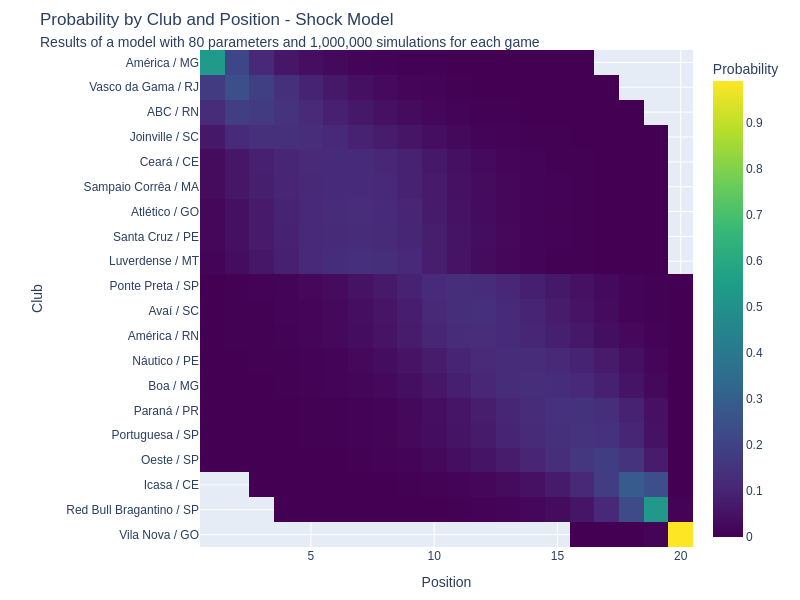 Probability by Club and Position - Shock Model
Results of a model with 80 parameters and 1,000,000 simulations for each game
Probability
Club
América / MG
Vasco da Gama / RJ
ABC / RN
Joinville / SC
Ceará / CE
Sampaio Corrêa / MA
Atlético / GO
Santa Cruz / PE
Luverdense / MT
Ponte Preta / SP
Avaí / SC
América / RN
Náutico / PE
Boa / MG
Paraná / PR
Portuguesa / SP
Oeste / SP
Icasa / CE
Red Bull Bragantino / SP
Vila Nova / GO
5 10 15 20
Position
0.9
0.8
0.7
0.6
0.5
0.4
0.3
0.2
0.1
0